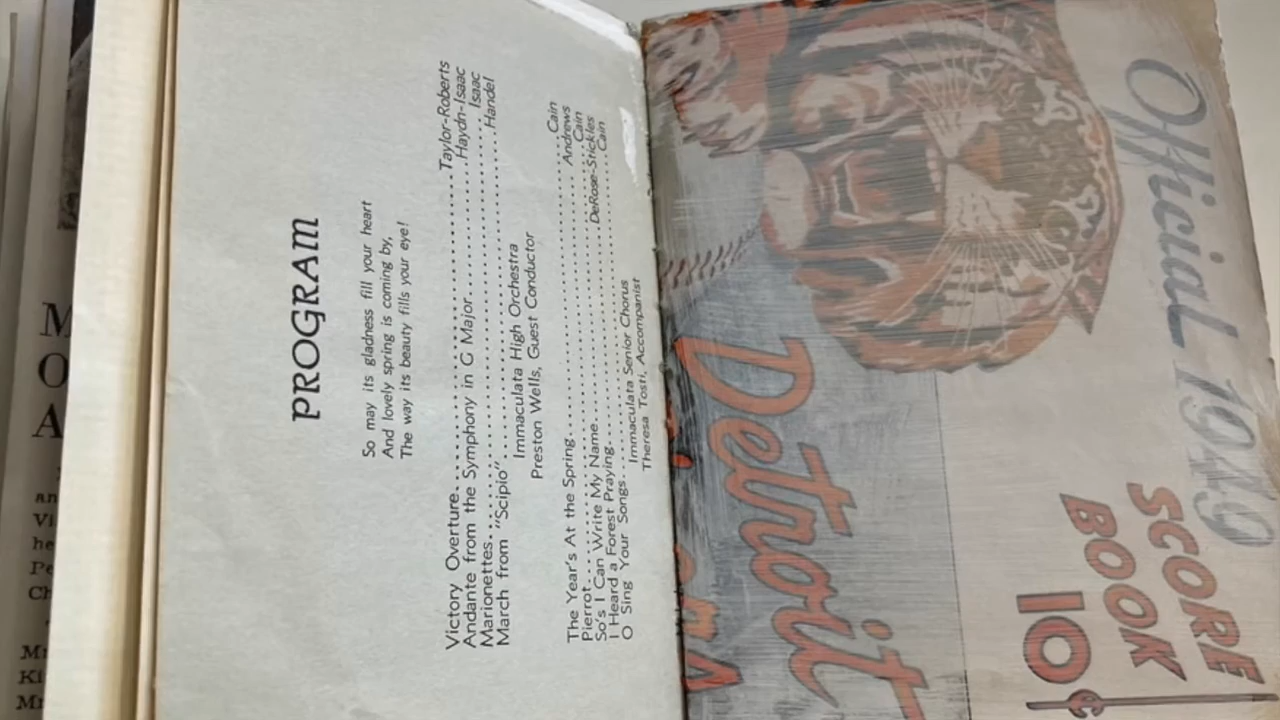 PROGRAM
So may its gladness fill your heart
And lovely spring is coming by,
The way its beauty fills your eye!
Victory Overture.......Taylor-Roberts
Andante from the Symphony in G Major.......Haydn-Isaac
Marionettes.......Isaac
March from "Scipio".......Handel
Immaculata High Orchestra
Preston Wells, Guest Conductor
The Year's At the Spring.......Cain
Pierrot.......Andrews
So's I Can Write My Name.......Cain
I Heard a Forest Praying.......DeRose-Stickles
O Sing Your Songs.......Cain
Immaculata Senior Chorus
Theresa Tosti, Accompanist
Official 1949
SCORE
BOOK
10¢
Detroit